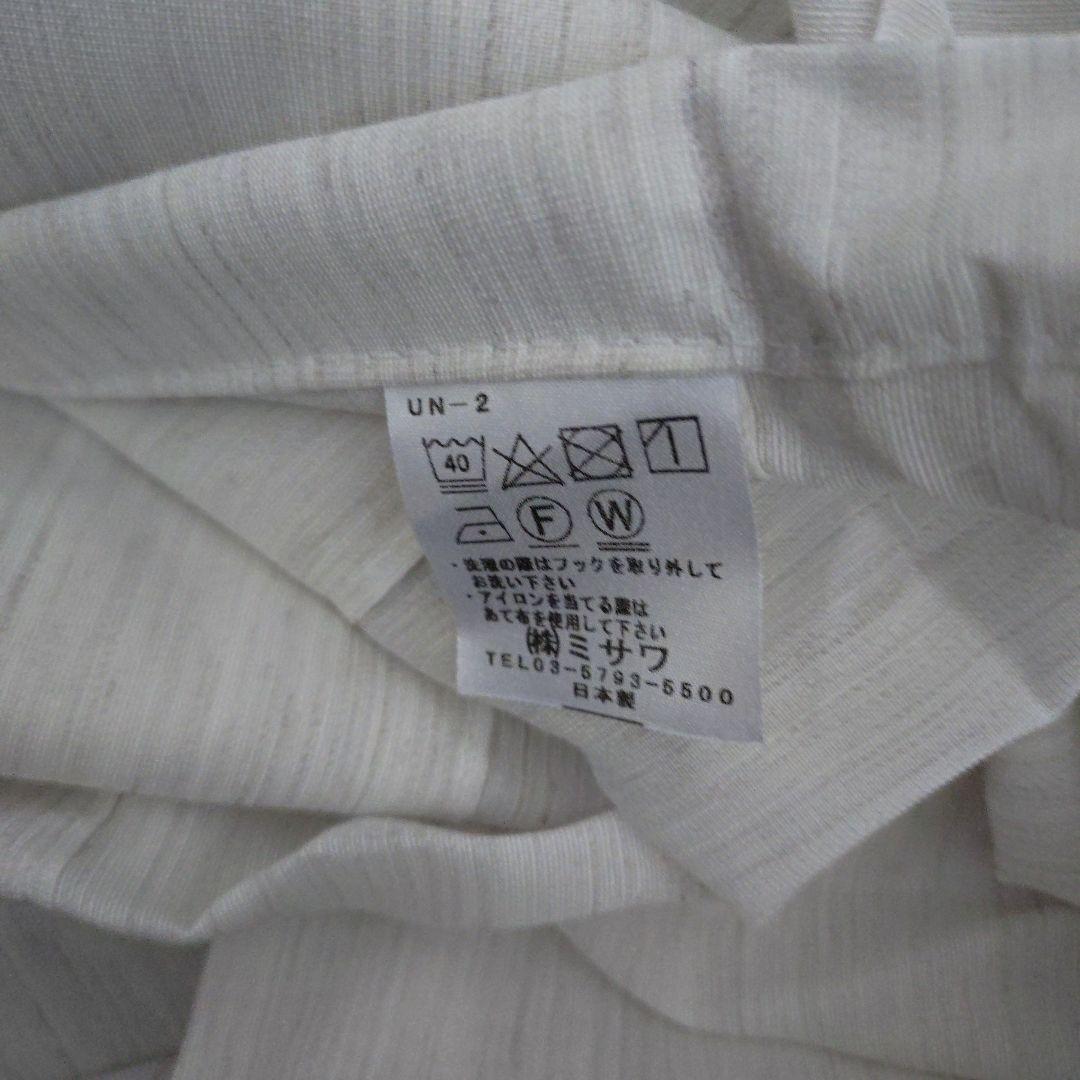 UN-2
40
F W
・洗濯の際はフックを取り外して
お洗い下さい
・アイロンを当てる際は
あて布を使用して下さい
㈱ミサワ
TEL03-5793-5500
日本製